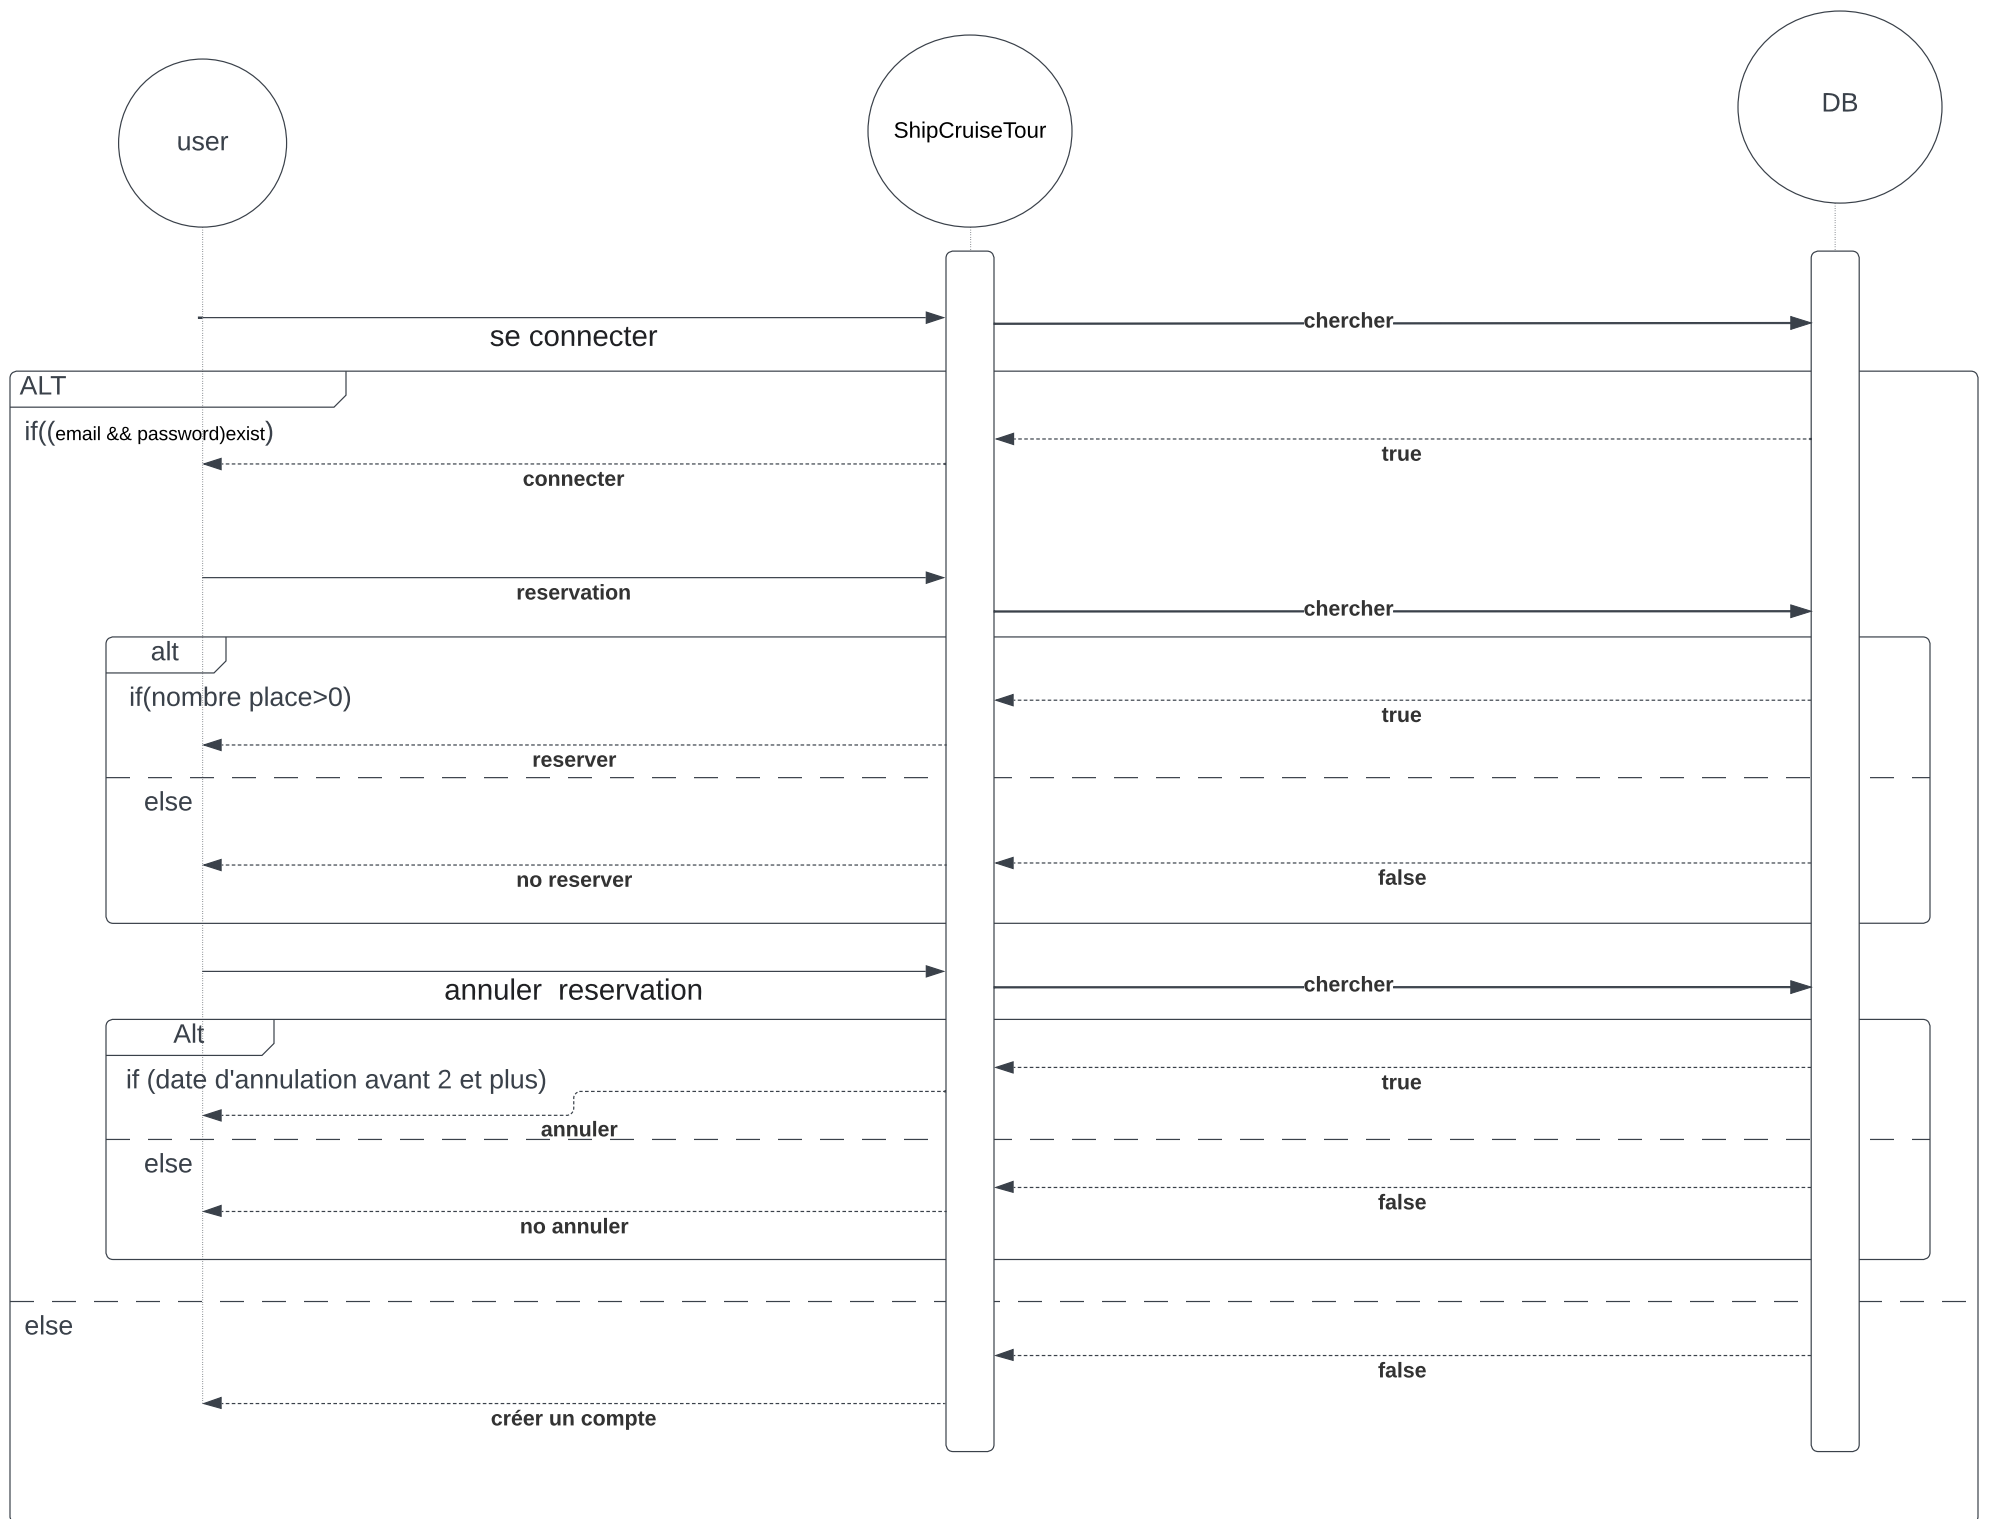 user
ShipCruiseTour
DB
se connecter
chercher
ALT
if((email && password)exist)
true
connecter
reservation
chercher
alt
if(nombre place>0)
true
reserver
else
false
no reserver
annuler  reservation
chercher
Alt
if (date d'annulation avant 2 et plus)
true
annuler
else
false
no annuler
else
false
créer un compte